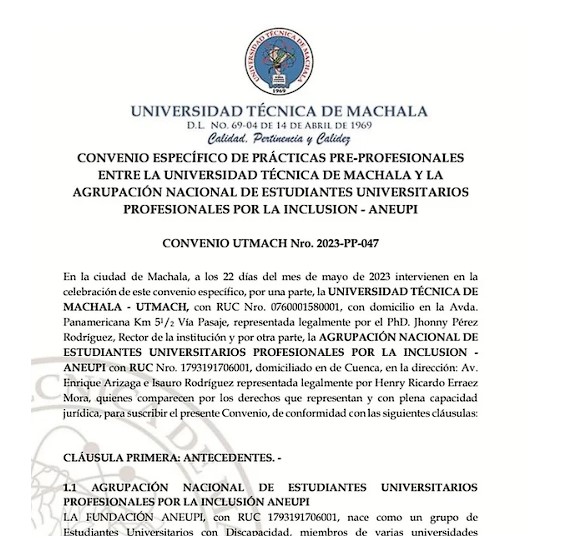 UNIVERSIDAD TÉCNICA DE MACHALA
1969
UNIVERSIDAD TÉCNICA DE MACHALA
D.L. NO. 69-04 DE 14 DE ABRIL DE 1969
Calidad, Pertinencia y Calidez
CONVENIO ESPECÍFICO DE PRÁCTICAS PRE-PROFESIONALES
ENTRE LA UNIVERSIDAD TÉCNICA DE MACHALA Y LA
AGRUPACIÓN NACIONAL DE ESTUDIANTES UNIVERSITARIOS
PROFESIONALES POR LA INCLUSION - ANEUPI
CONVENIO UTMACH Nro. 2023-PP-047
En la ciudad de Machala, a los 22 días del mes de mayo de 2023 intervienen en la
celebración de este convenio específico, por una parte, la UNIVERSIDAD TÉCNICA DE
MACHALA - UTMACH, con RUC Nro. 0760001580001, con domicilio en la Avda.
Panamericana Km 5½ Vía Pasaje, representada legalmente por el PhD. Jhonny Pérez
Rodríguez, Rector de la institución y por otra parte, la AGRUPACIÓN NACIONAL DE
ESTUDIANTES UNIVERSITARIOS PROFESIONALES POR LA INCLUSION -
ANEUPI con RUC Nro. 1793191706001, domiciliado en de Cuenca, en la dirección: Av.
Enrique Arizaga e Isauro Rodríguez representada legalmente por Henry Ricardo Erraez
Mora, quienes comparecen por los derechos que representan y con plena capacidad
jurídica, para suscribir el presente Convenio, de conformidad con las siguientes cláusulas:
CLÁUSULA PRIMERA: ANTECEDENTES. -
1.1 AGRUPACIÓN NACIONAL DE ESTUDIANTES UNIVERSITARIOS
PROFESIONALES POR LA INCLUSIÓN ANEUPI
LA FUNDACIÓN ANEUPI, con RUC 1793191706001, nace como un grupo de
Estudiantes Universitarios con Discapacidad, miembros de varias universidades